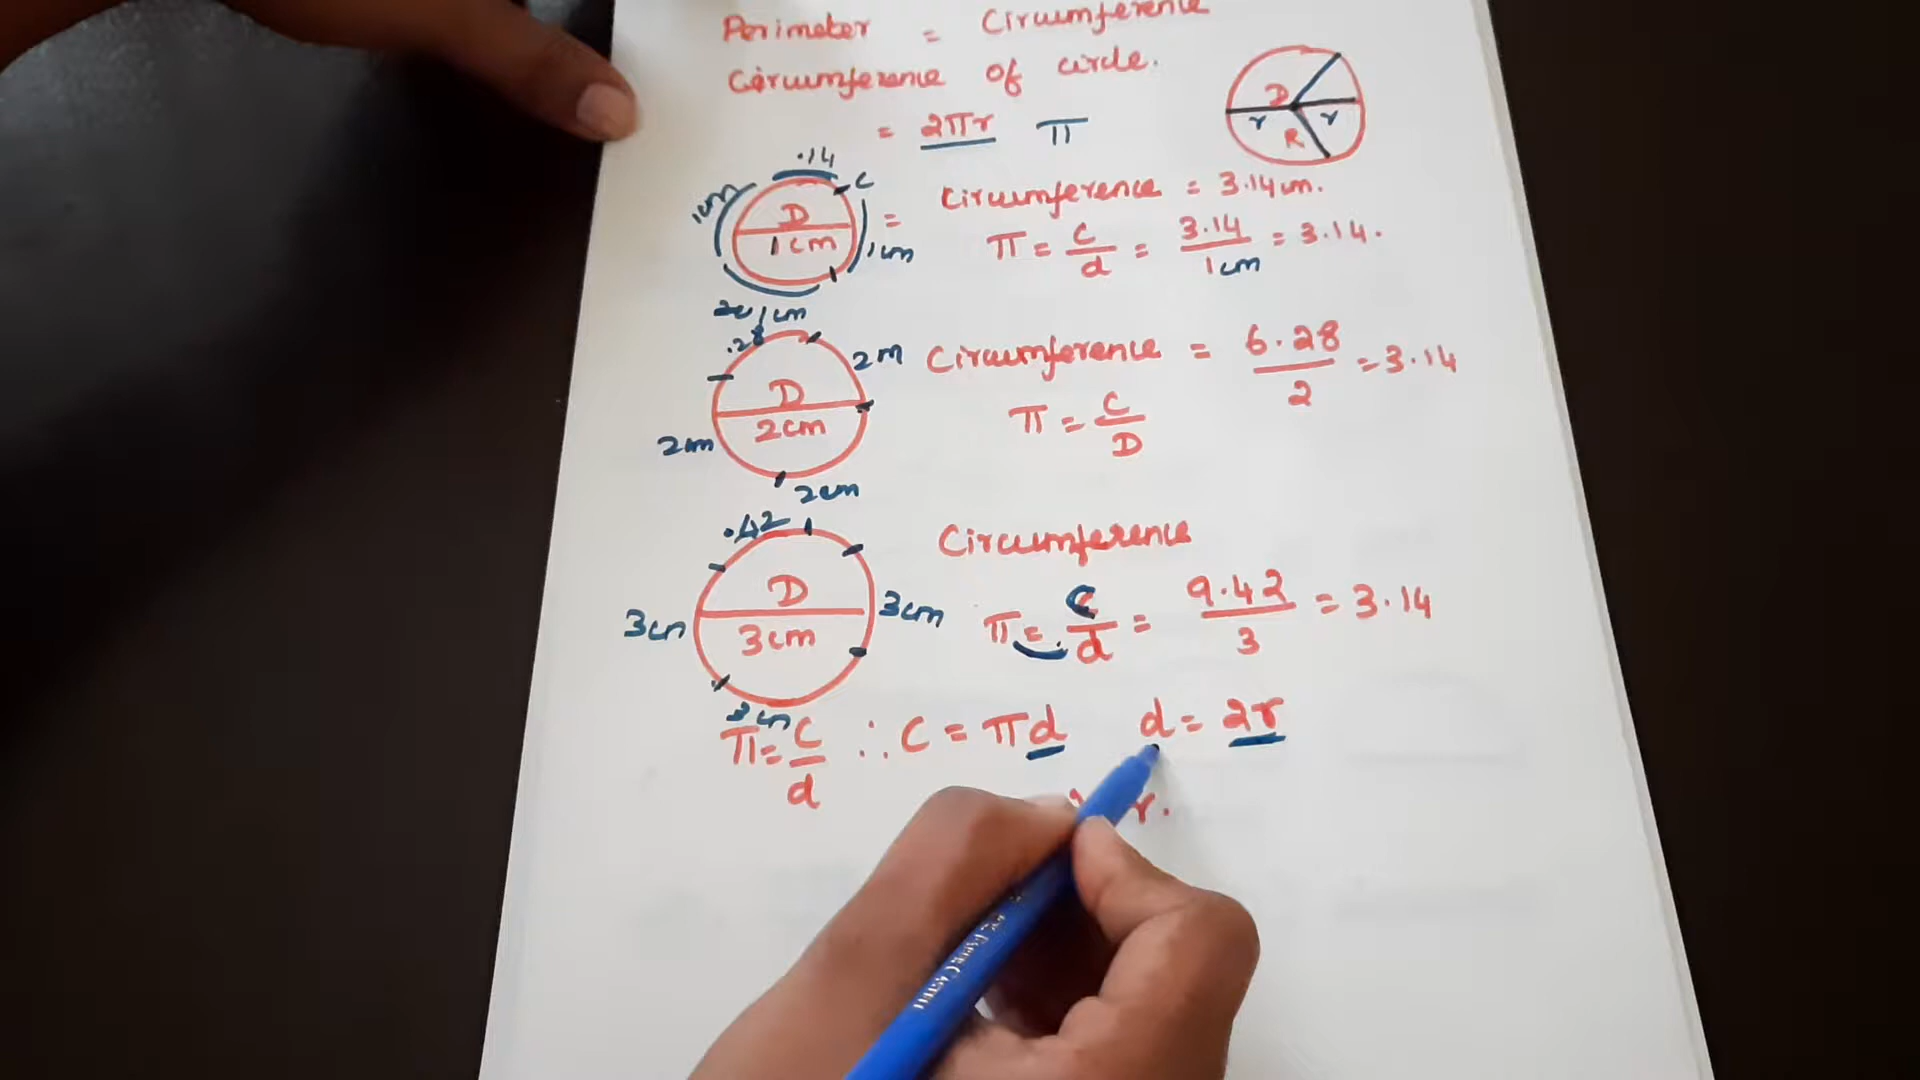 Perimeter = Circumference
Circumference of circle.
= 2πr π
D
r r
R
.14
C
1cm
D
1cm
1cm
1cm
= Circumference = 3.14cm.
π = C/d = 3.14/1cm = 3.14.
.28
2m
D
2cm
2cm
2cm
Circumference = 6.28/2 = 3.14
π = C/D
.42
D
3cm
3cm
3cm
3cm
Circumference
π = C/d = 9.42/3 = 3.14
π = C/d ∴ C = πd d = 2r
r.